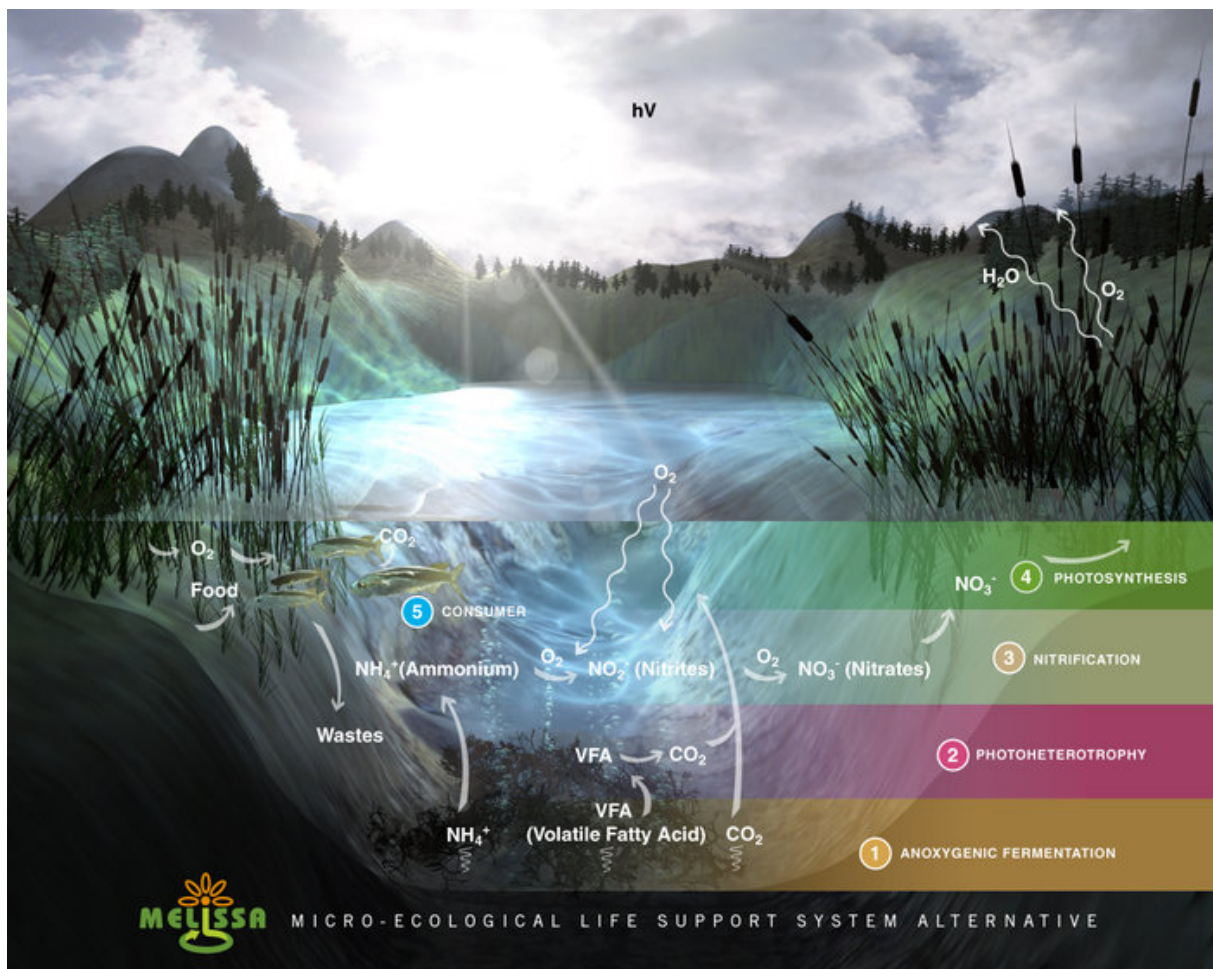 hV
H₂O
O₂
O₂
O₂
CO₂
Food
5 CONSUMER
NO₃⁻
4 PHOTOSYNTHESIS
NH₄⁺(Ammonium)
O₂
NO₂⁻ (Nitrites)
O₂
NO₃⁻ (Nitrates)
3 NITRIFICATION
Wastes
VFA
CO₂
2 PHOTOHETEROTROPHY
NH₄⁺
VFA
(Volatile Fatty Acid)
CO₂
1 ANOXYGENIC FERMENTATION
MELISSA
MICRO-ECOLOGICAL LIFE SUPPORT SYSTEM ALTERNATIVE